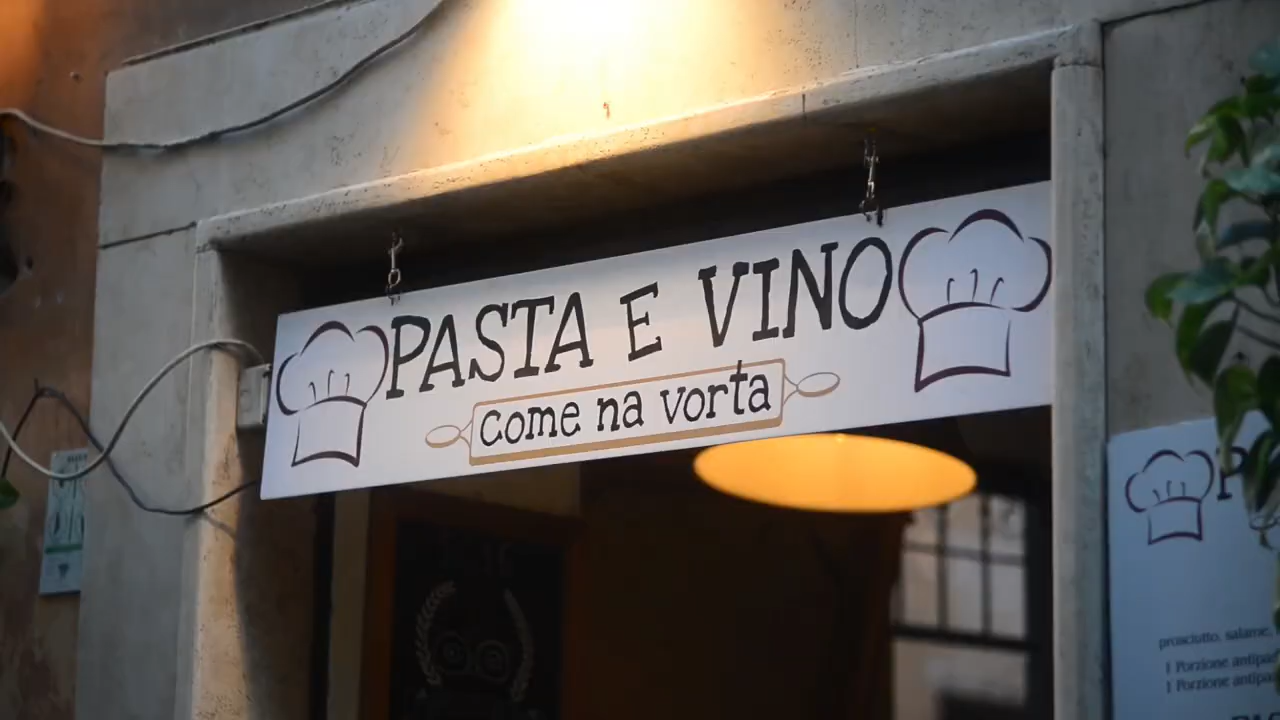 PASTA E VINO
come na vorta
P
prosciutto, salame,
1 Porzione antipa
1 Porzione antipa